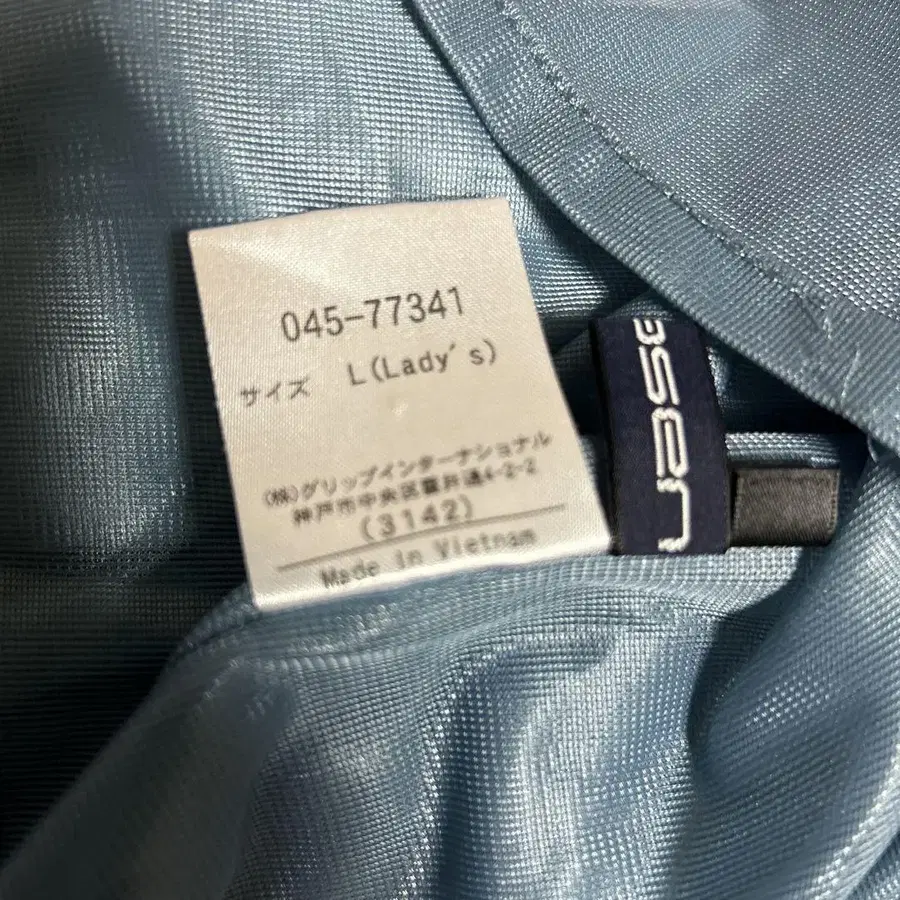 045-77341
サイズ L(Lady's)
(株)グリップインターナショナル
神戸市中央区雲井通4-2-2
(3142)
Made in Vietnam